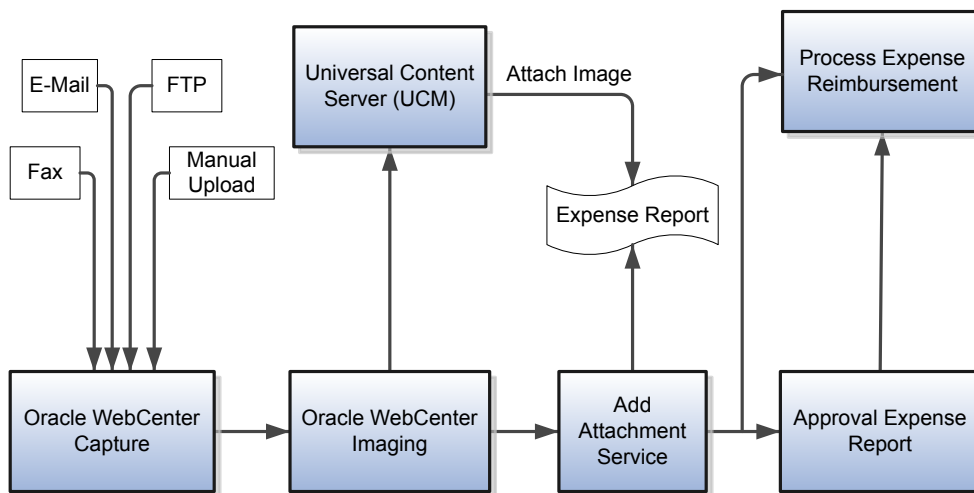 E-Mail
FTP
Fax
Manual
Upload
Universal Content
Server (UCM)
Attach Image
Process Expense
Reimbursement
Expense Report
Oracle WebCenter
Capture
Oracle WebCenter
Imaging
Add
Attachment
Service
Approval Expense
Report